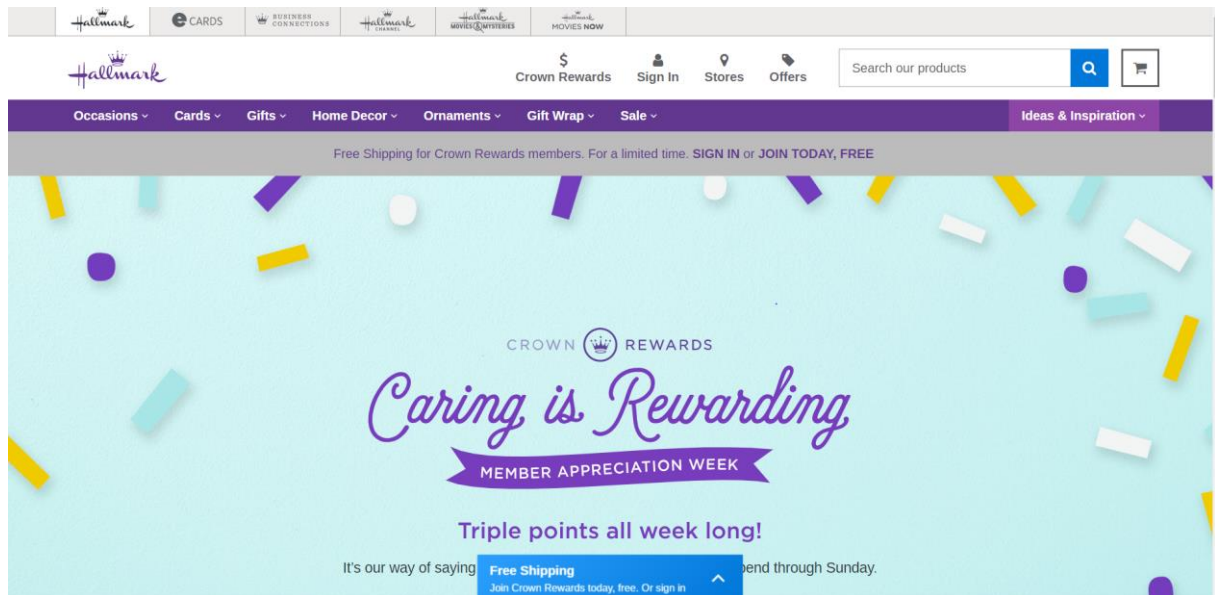 Hallmark
e CARDS
BUSINESS
CONNECTIONS
Hallmark
CHANNEL
Hallmark
MOVIES & MYSTERIES
Hallmark
MOVIES NOW
Hallmark
$
Crown Rewards
Sign In
Stores
Offers
Search our products
Occasions
Cards
Gifts
Home Decor
Ornaments
Gift Wrap
Sale
Ideas & Inspiration
Free Shipping for Crown Rewards members. For a limited time. SIGN IN or JOIN TODAY, FREE
CROWN REWARDS
Caring is Rewarding
MEMBER APPRECIATION WEEK
Triple points all week long!
It's our way of saying
end through Sunday.
Free Shipping
Join Crown Rewards today, free. Or sign in